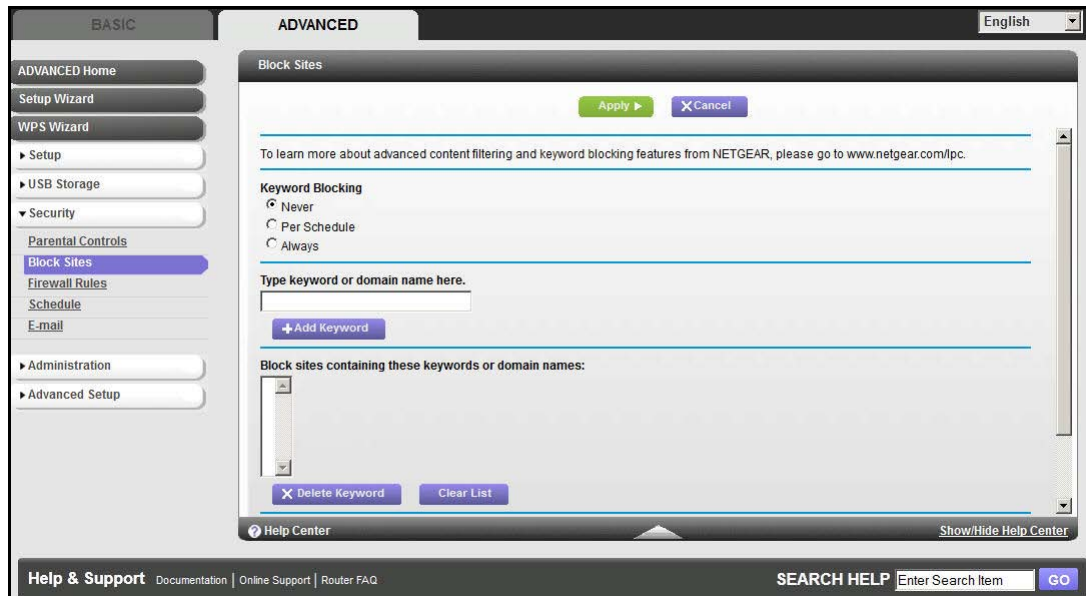 BASIC
ADVANCED
English
ADVANCED Home
Setup Wizard
WPS Wizard
Setup
USB Storage
Security
Parental Controls
Block Sites
Firewall Rules
Schedule
E-mail
Administration
Advanced Setup
Block Sites
Apply
Cancel
To learn more about advanced content filtering and keyword blocking features from NETGEAR, please go to www.netgear.com/lpc.
Keyword Blocking
Never
Per Schedule
Always
Type keyword or domain name here.
Add Keyword
Block sites containing these keywords or domain names:
Delete Keyword
Clear List
Help Center
Show/Hide Help Center
Help & Support Documentation | Online Support | Router FAQ
SEARCH HELP Enter Search Item GO